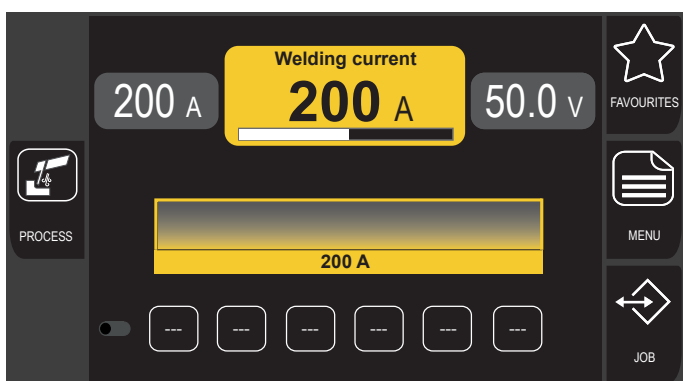 Welding current
200 A
200 A
50.0 V
FAVOURITES
PROCESS
MENU
200 A
---
---
---
---
---
---
JOB